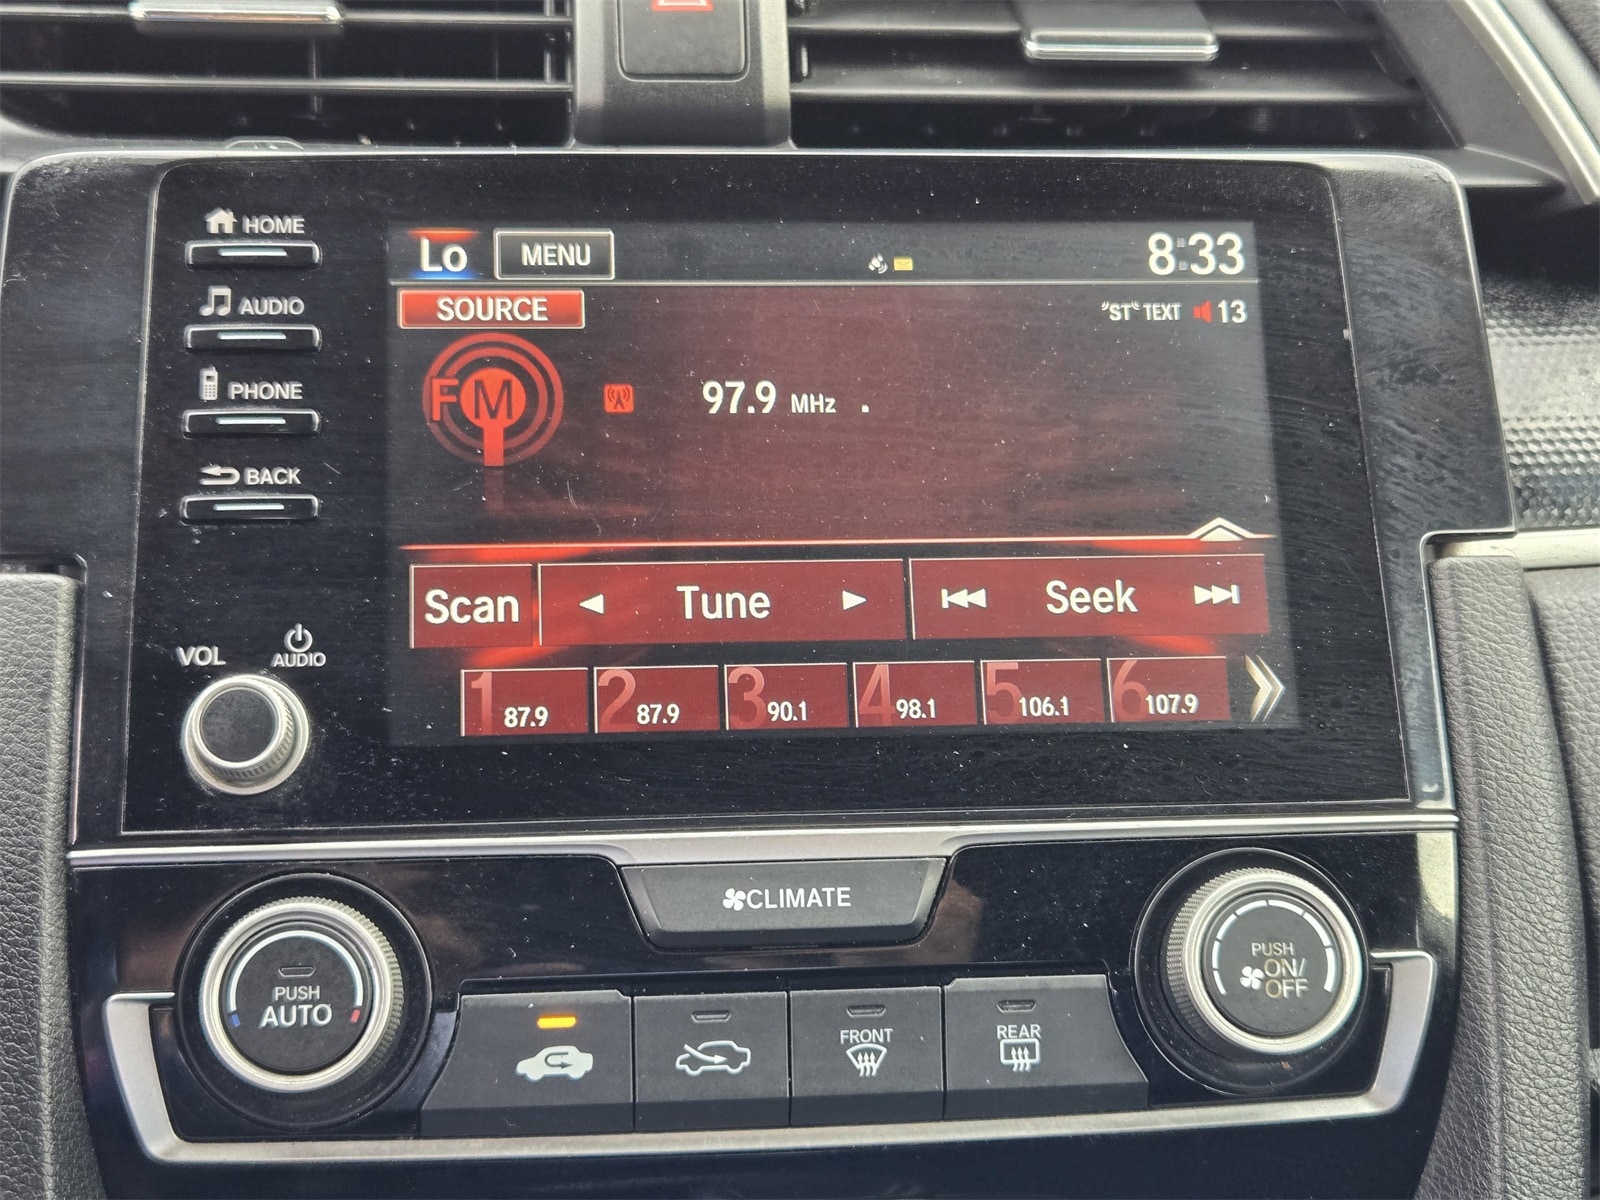 HOME
AUDIO
PHONE
BACK
VOL
AUDIO
Lo MENU 8:33
SOURCE "ST" TEXT 13
FM 97.9 MHz .
Scan Tune Seek
1 87.9 2 87.9 3 90.1 4 98.1 5 106.1 6 107.9
CLIMATE
PUSH
AUTO
FRONT
REAR
PUSH
ON/
OFF